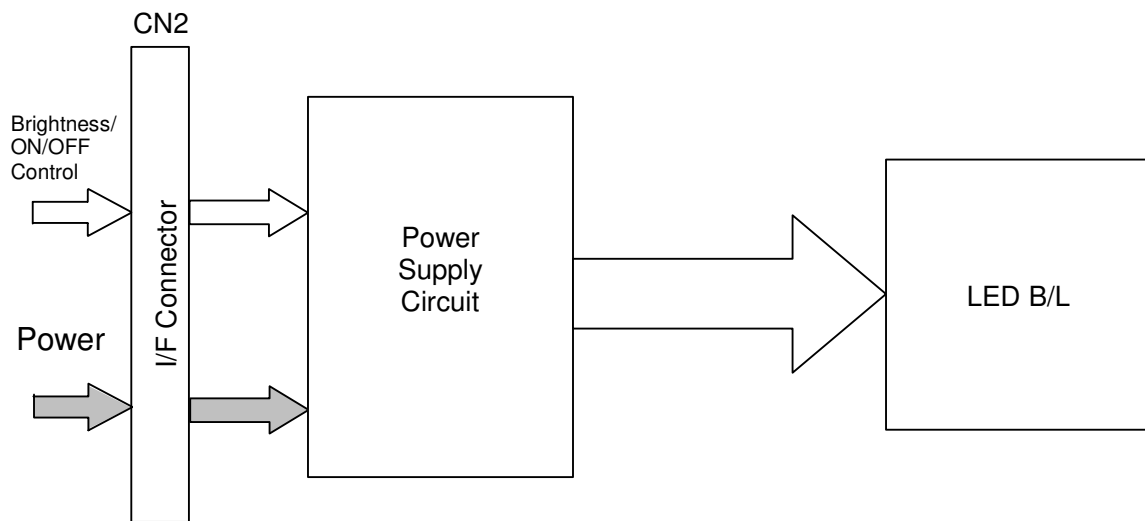 CN2
Brightness/
ON/OFF
Control
Power
I/F Connector
Power
Supply
Circuit
LED B/L